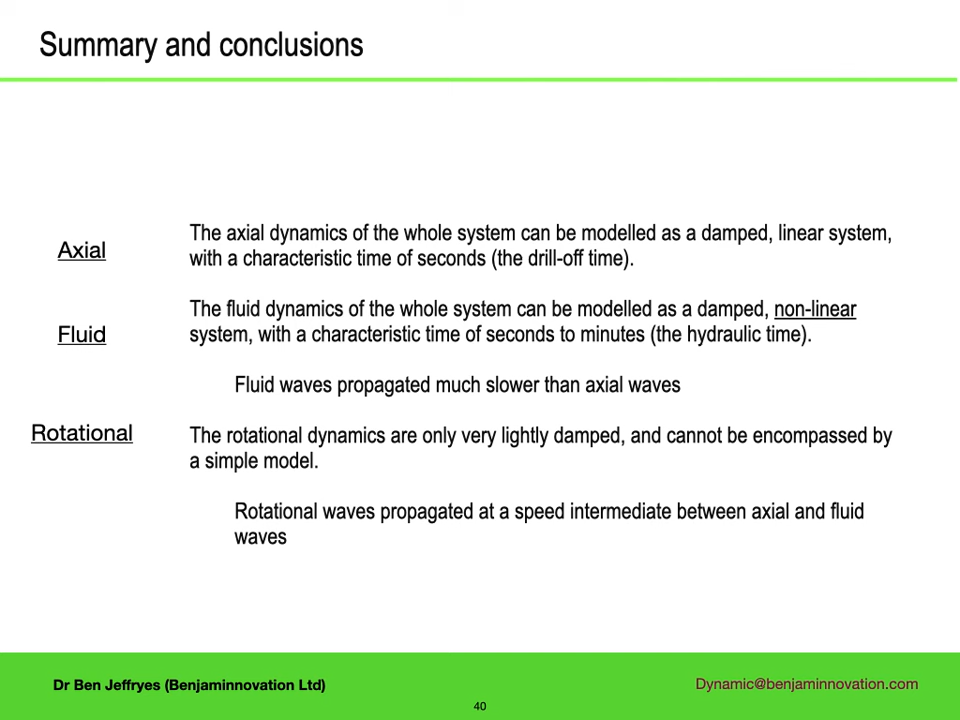 Summary and conclusions
Axial
The axial dynamics of the whole system can be modelled as a damped, linear system,
with a characteristic time of seconds (the drill-off time).
Fluid
The fluid dynamics of the whole system can be modelled as a damped, non-linear
system, with a characteristic time of seconds to minutes (the hydraulic time).
Fluid waves propagated much slower than axial waves
Rotational
The rotational dynamics are only very lightly damped, and cannot be encompassed by
a simple model.
Rotational waves propagated at a speed intermediate between axial and fluid
waves
Dr Ben Jeffryes (Benjaminnovation Ltd)
Dynamic@benjaminnovation.com
40